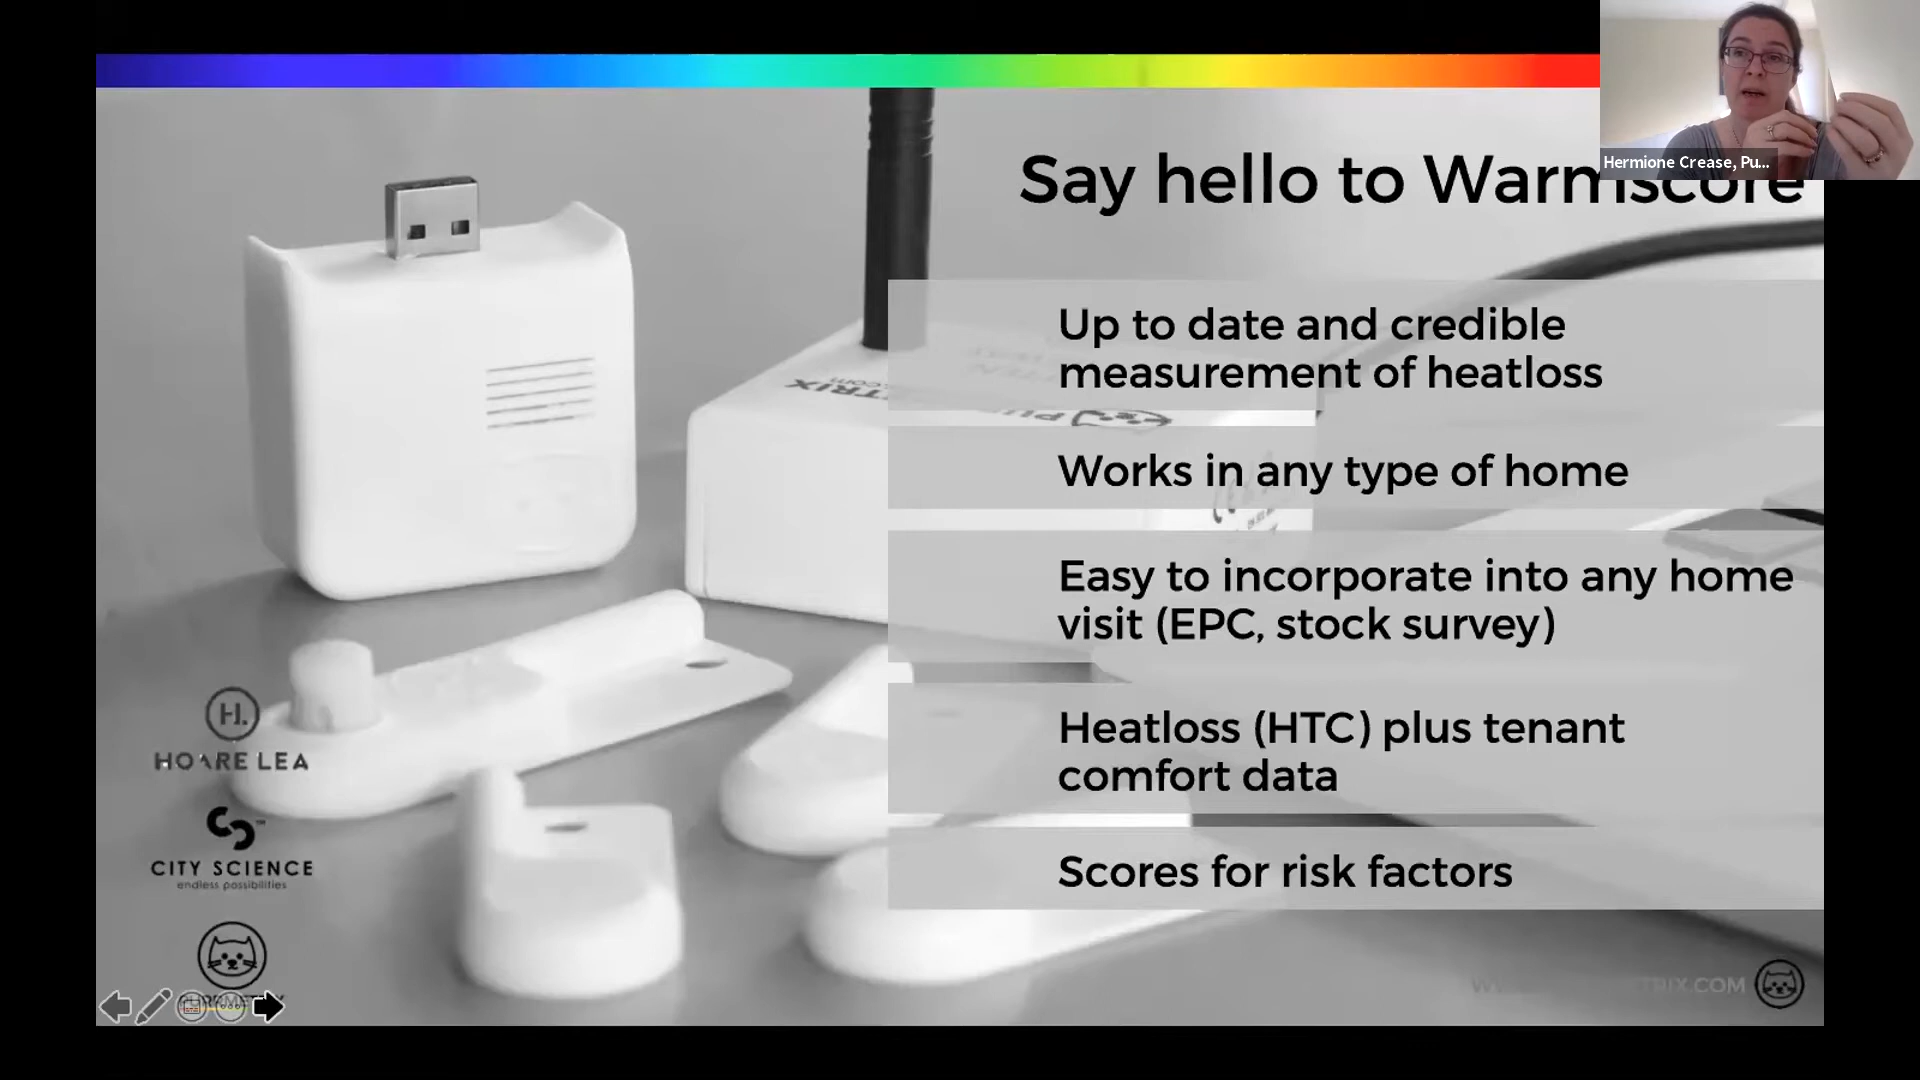 Say hello to Warmscore
Hermione Crease, Pu...
Up to date and credible
measurement of heatloss
Works in any type of home
Easy to incorporate into any home
visit (EPC, stock survey)
Heatloss (HTC) plus tenant
comfort data
Scores for risk factors
H.
HOARE LEA
CITY SCIENCE
endless possibilities
PURRMETRIX